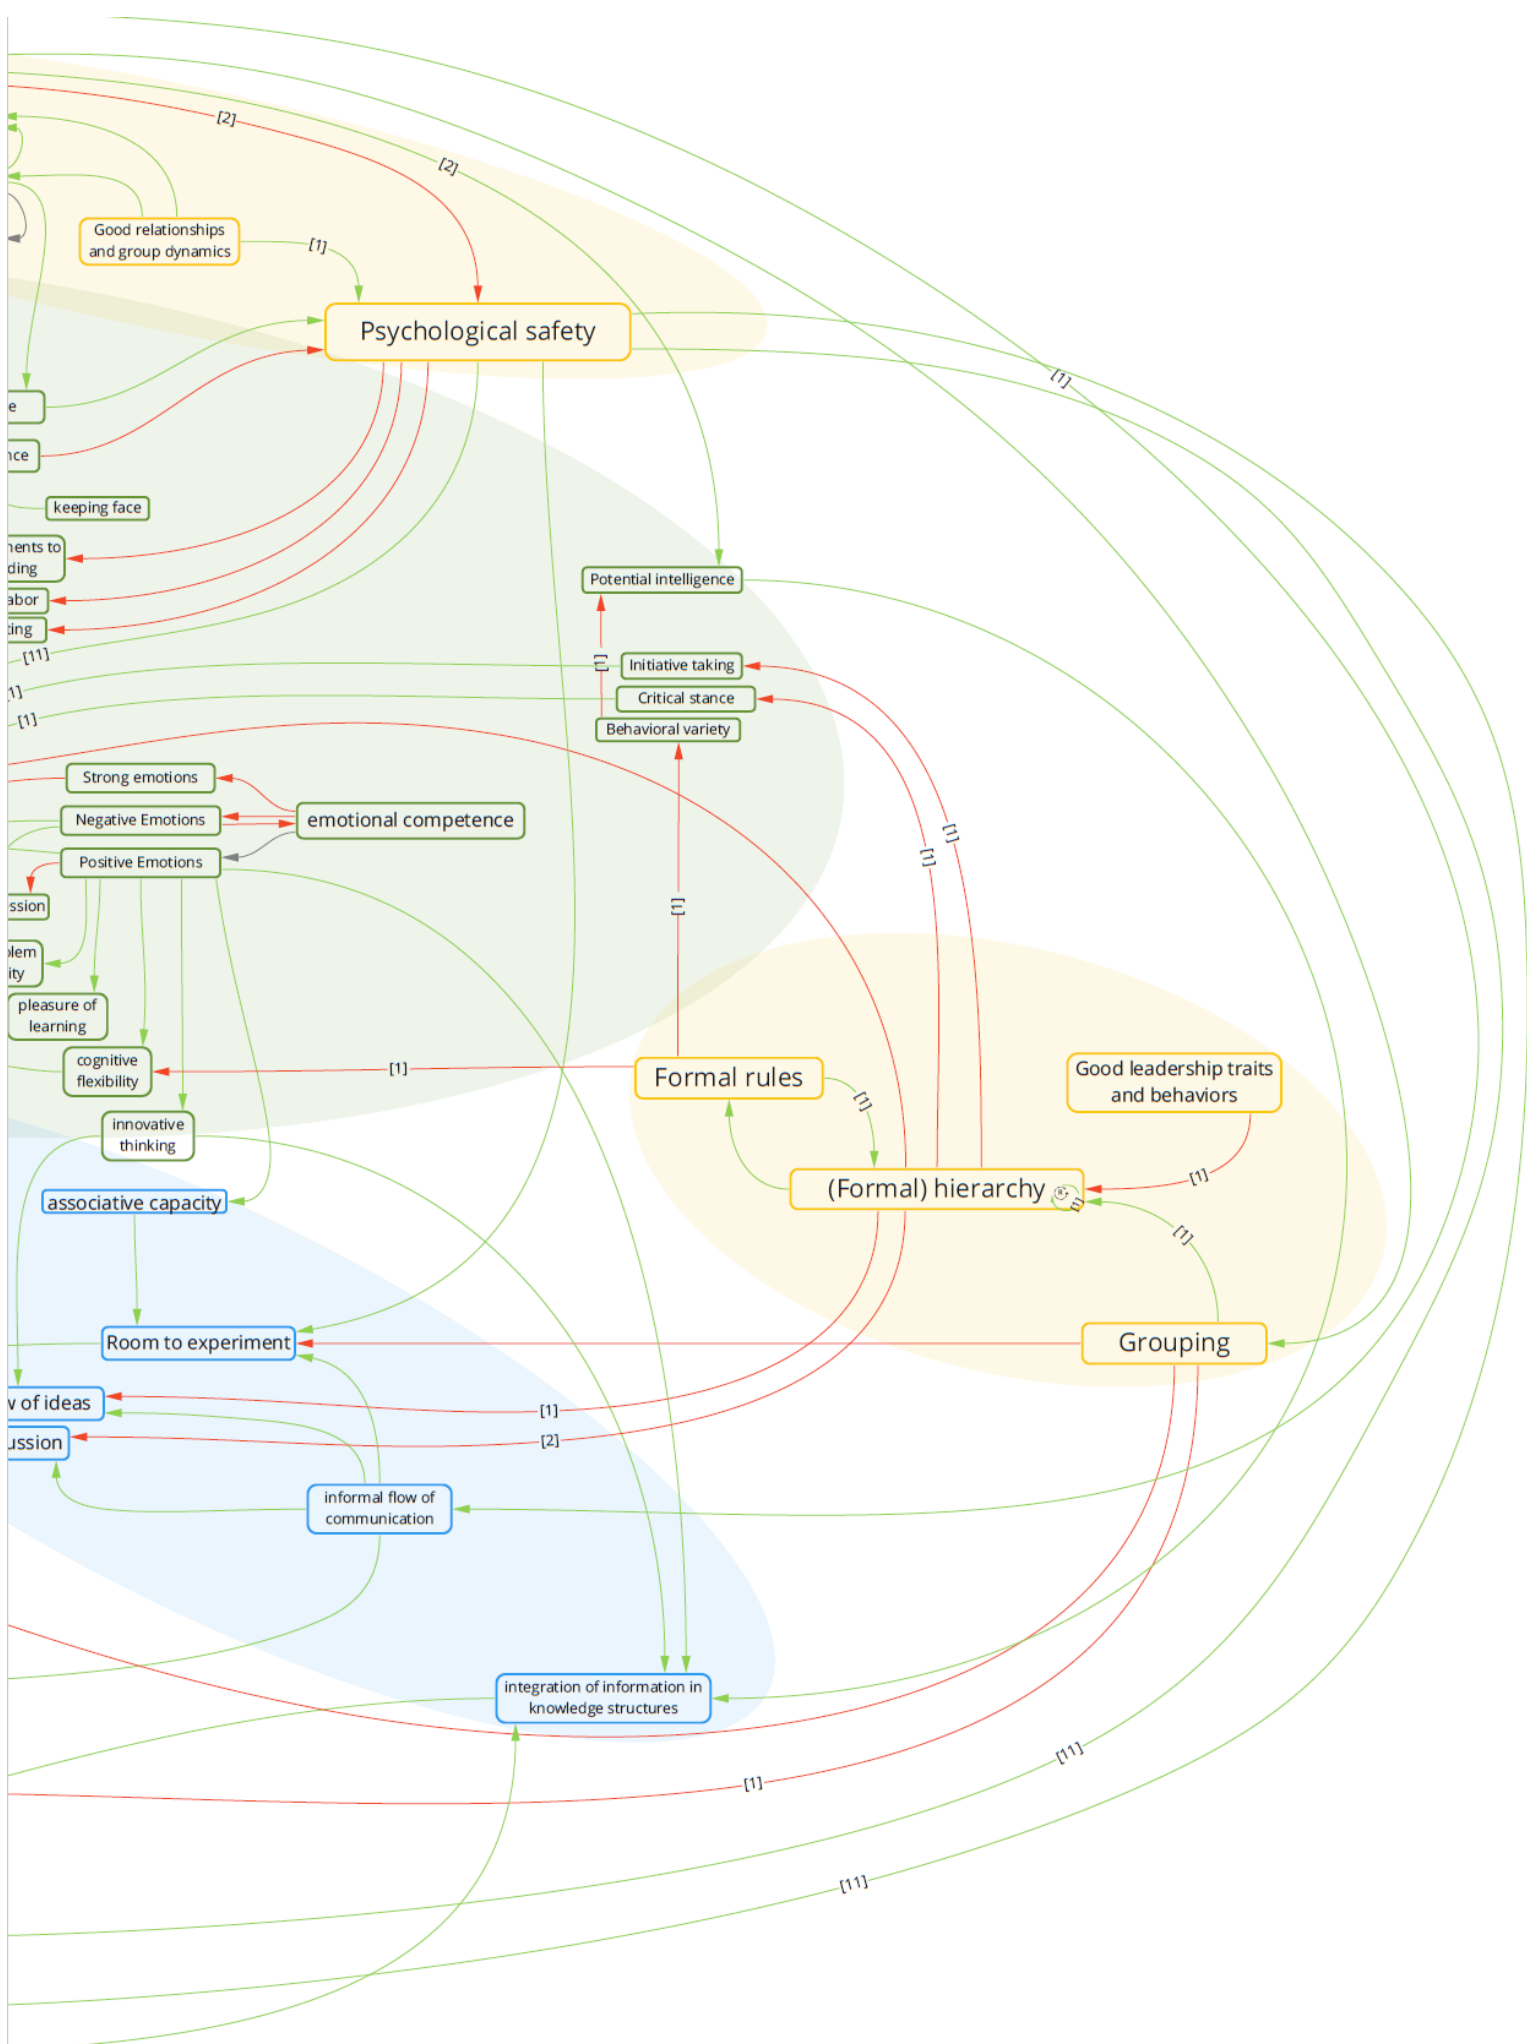 [2]
[2]
Good relationships
and group dynamics
[1]
Psychological safety
[1]
e
nce
keeping face
nents to
ding
Potential intelligence
abor
ting
[11]
[1]
Initiative taking
1]
Critical stance
[1]
Behavioral variety
Strong emotions
Negative Emotions
emotional competence
[1]
[1]
Positive Emotions
ssion
[1]
lem
ity
pleasure of
learning
cognitive
flexibility
[1]
Formal rules
[1]
Good leadership traits
and behaviors
innovative
thinking
(Formal) hierarchy
[1]
[1]
associative capacity
[1]
Room to experiment
Grouping
w of ideas
[1]
ussion
[2]
informal flow of
communication
integration of information in
knowledge structures
[11]
[1]
[11]